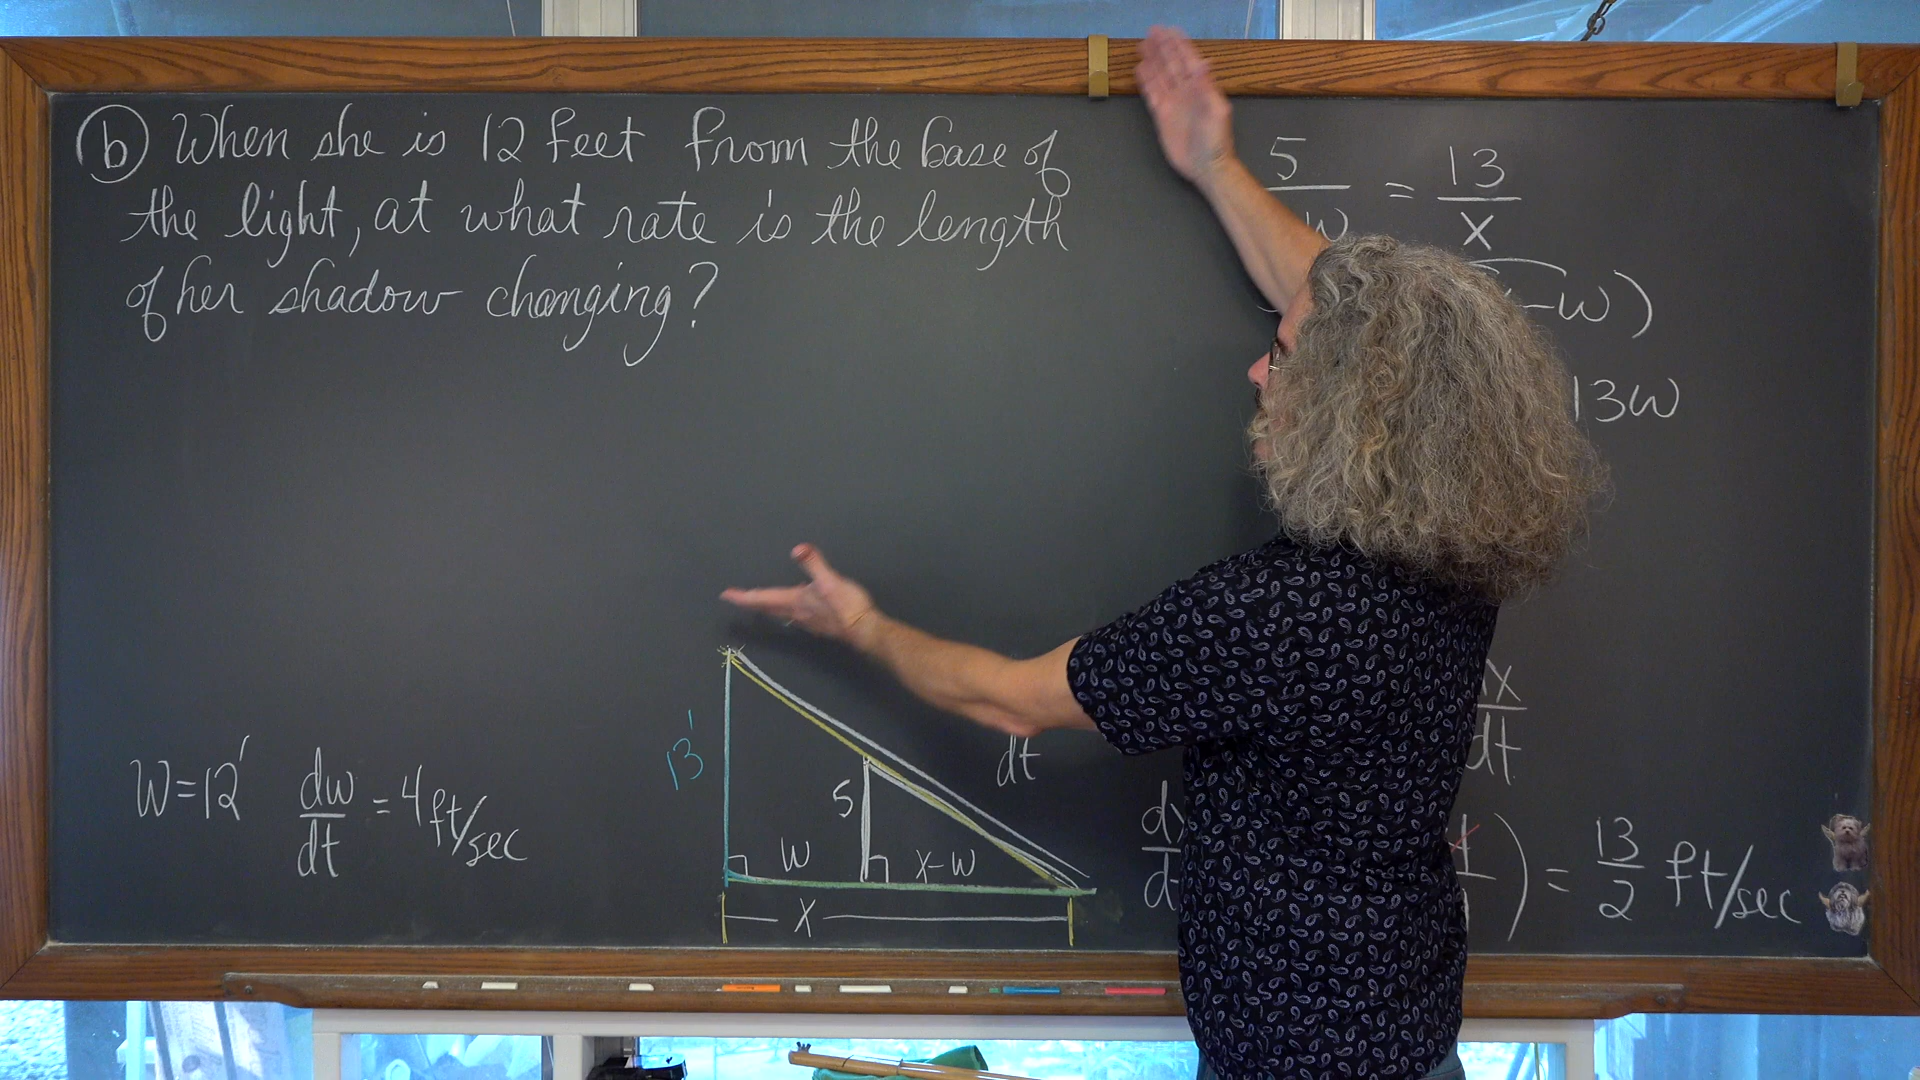 ⓑ When she is 12 feet from the base of
the light, at what rate is the length
of her shadow changing?
5 / w = 13 / x
-w)
13w
13'
5
w
x-w
x
W=12' dw/dt = 4 ft/sec
dt
x
dt
) = 13/2 ft/sec